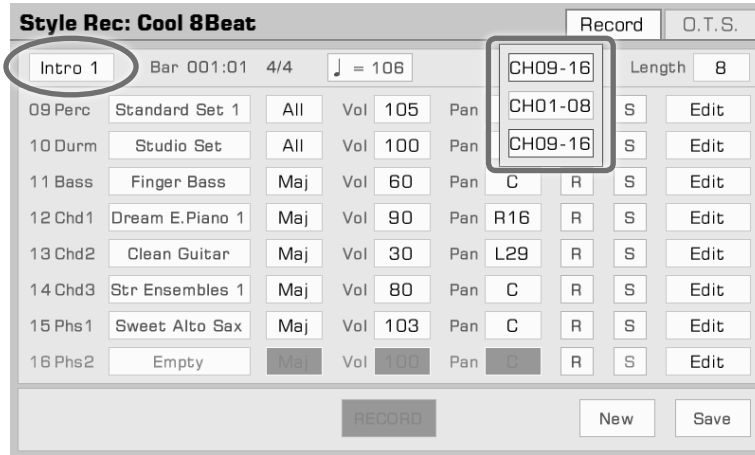 Style Rec: Cool 8Beat Record O.T.S.
Intro 1 Bar 001:01 4/4 ♩ = 106 CH09-16 Length 8
CH01-08
CH09-16
09 Perc Standard Set 1 All Vol 105 Pan S Edit
10 Durm Studio Set All Vol 100 Pan S Edit
11 Bass Finger Bass Maj Vol 60 Pan C R S Edit
12 Chd1 Dream E.Piano 1 Maj Vol 90 Pan R16 R S Edit
13 Chd2 Clean Guitar Maj Vol 30 Pan L29 R S Edit
14 Chd3 Str Ensembles 1 Maj Vol 80 Pan C R S Edit
15 Phs1 Sweet Alto Sax Maj Vol 103 Pan C R S Edit
16 Phs2 Empty Maj Vol 100 Pan C R S Edit
RECORD New Save